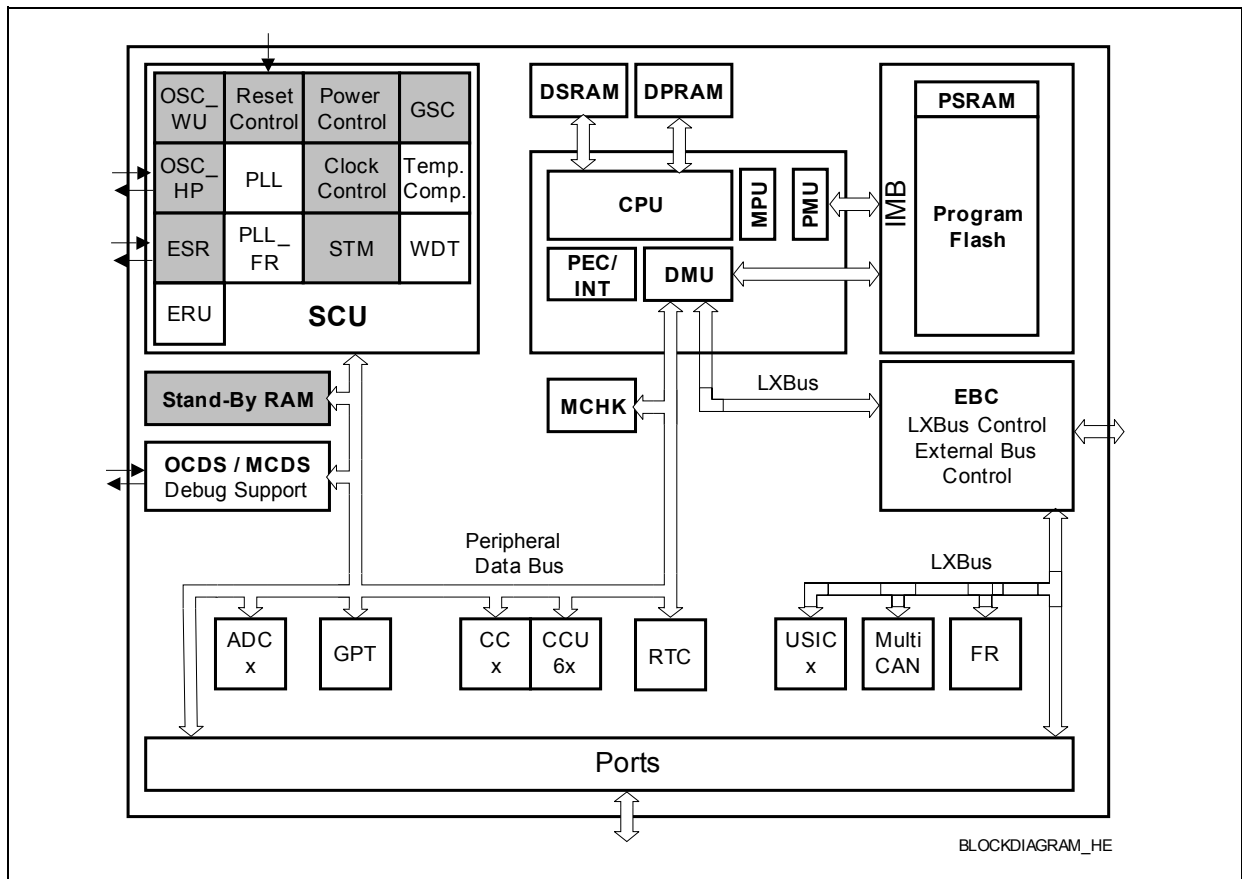 OSC_
WU
Reset
Control
Power
Control
GSC
OSC_
HP
PLL
Clock
Control
Temp.
Comp.
ESR
PLL_
FR
STM
WDT
ERU
SCU
Stand-By RAM
OCDS / MCDS
Debug Support
DSRAM
DPRAM
CPU
MPU
PMU
PEC/
INT
DMU
MCHK
LXBus
IMB
PSRAM
Program
Flash
EBC
LXBus Control
External Bus
Control
Peripheral
Data Bus
LXBus
ADC
x
GPT
CC
x
CCU
6x
RTC
USIC
x
Multi
CAN
FR
Ports
BLOCKDIAGRAM_HE